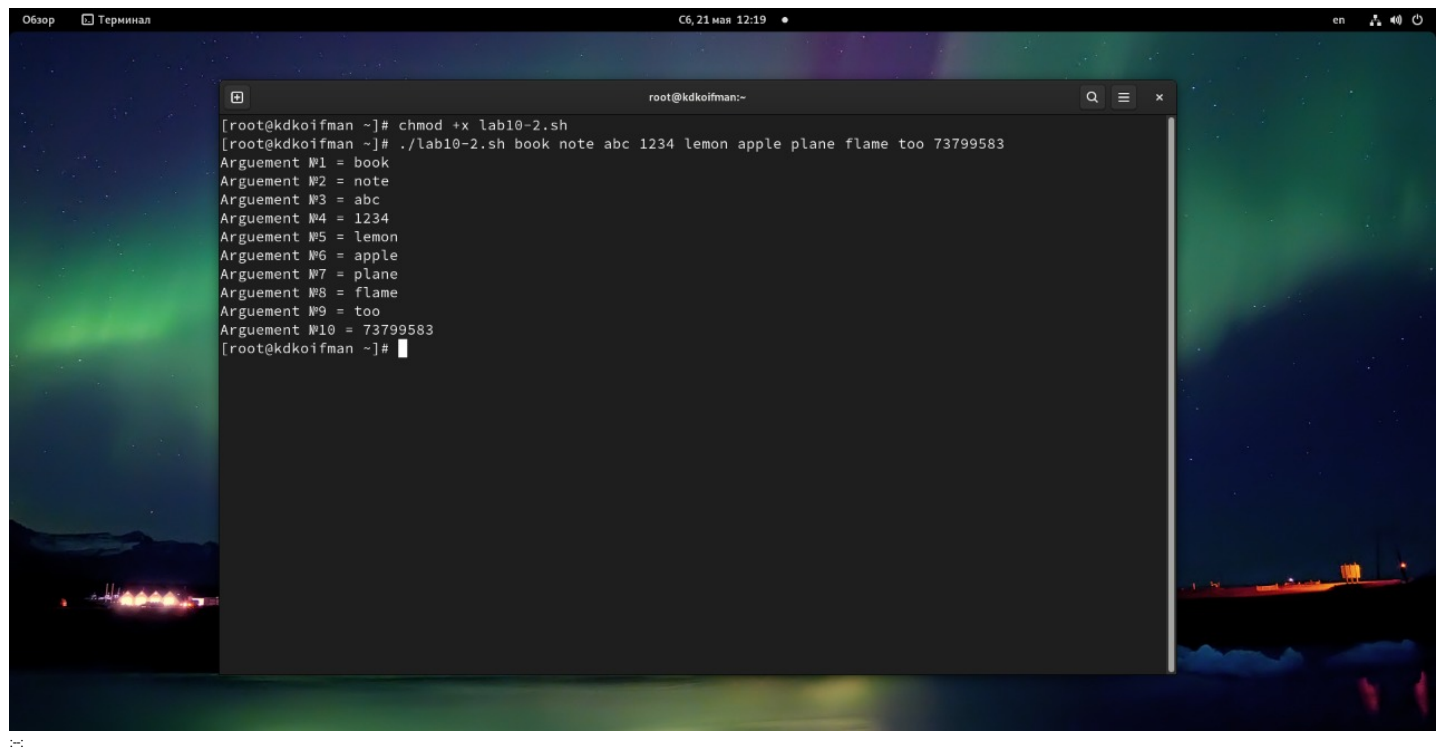 Обзор Терминал Сб, 21 мая 12:19 en
root@kdkoifman:~
[root@kdkoifman ~]# chmod +x lab10-2.sh
[root@kdkoifman ~]# ./lab10-2.sh book note abc 1234 lemon apple plane flame too 73799583
Arguement №1 = book
Arguement №2 = note
Arguement №3 = abc
Arguement №4 = 1234
Arguement №5 = lemon
Arguement №6 = apple
Arguement №7 = plane
Arguement №8 = flame
Arguement №9 = too
Arguement №10 = 73799583
[root@kdkoifman ~]#
:--: